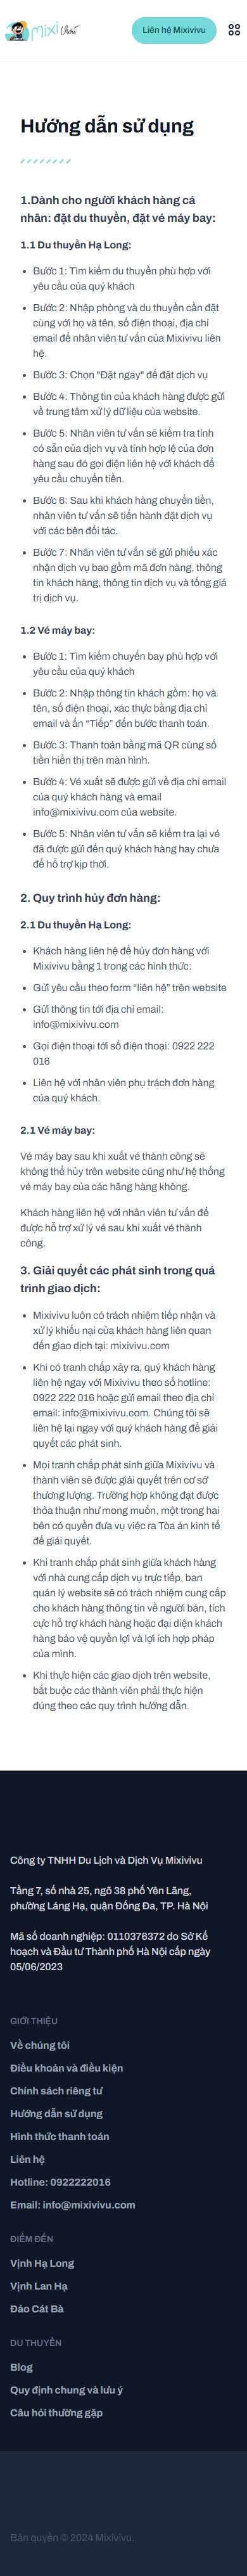 mixi Vivu
Liên hệ Mixivivu
Hướng dẫn sử dụng
1.Dành cho người khách hàng cá
nhân: đặt du thuyền, đặt vé máy bay:
1.1 Du thuyền Hạ Long:
Bước 1: Tìm kiếm du thuyền phù hợp với
yêu cầu của quý khách
Bước 2: Nhập phòng và du thuyền cần đặt
cùng với họ và tên, số điện thoại, địa chỉ
email để nhân viên tư vấn của Mixivivu liên
hệ.
Bước 3: Chọn "Đặt ngay" để đặt dịch vụ
Bước 4: Thông tin của khách hàng được gửi
về trung tâm xử lý dữ liệu của website.
Bước 5: Nhân viên tư vấn sẽ kiểm tra tính
có sẵn của dịch vụ và tính hợp lệ của đơn
hàng sau đó gọi điện liên hệ với khách để
yêu cầu chuyển tiền.
Bước 6: Sau khi khách hàng chuyển tiền,
nhân viên tư vấn sẽ tiến hành đặt dịch vụ
với các bên đối tác.
Bước 7: Nhân viên tư vấn sẽ gửi phiếu xác
nhận dịch vụ bao gồm mã đơn hàng, thông
tin khách hàng, thông tin dịch vụ và tổng giá
trị dịch vụ.
1.2 Vé máy bay:
Bước 1: Tìm kiếm chuyến bay phù hợp với
yêu cầu của quý khách
Bước 2: Nhập thông tin khách gồm: họ và
tên, số điện thoại, xác thực bằng địa chỉ
email và ấn “Tiếp” đến bước thanh toán.
Bước 3: Thanh toán bằng mã QR cùng số
tiền hiển thị trên màn hình.
Bước 4: Vé xuất sẽ được gửi về địa chỉ email
của quý khách hàng và email
info@mixivivu.com của website.
Bước 5: Nhân viên tư vấn sẽ kiểm tra lại vé
đã được gửi đến quý khách hàng hay chưa
để hỗ trợ kịp thời.
2. Quy trình hủy đơn hàng:
2.1 Du thuyền Hạ Long:
Khách hàng liên hệ để hủy đơn hàng với
Mixivivu bằng 1 trong các hình thức:
Gửi yêu cầu theo form “liên hệ” trên website
Gửi thông tin tới địa chỉ email:
info@mixivivu.com
Gọi điện thoại tới số điện thoại: 0922 222
016
Liên hệ với nhân viên phụ trách đơn hàng
của quý khách.
2.1 Vé máy bay:
Vé máy bay sau khi xuất vé thành công sẽ
không thể hủy trên website cũng như hệ thống
vé máy bay của các hãng hàng không.
Khách hàng liên hệ với nhân viên tư vấn để
được hỗ trợ xử lý vé sau khi xuất vé thành
công.
3. Giải quyết các phát sinh trong quá
trình giao dịch:
Mixivivu luôn có trách nhiệm tiếp nhận và
xử lý khiếu nại của khách hàng liên quan
đến giao dịch tại: mixivivu.com
Khi có tranh chấp xảy ra, quý khách hàng
liên hệ ngay với Mixivivu theo số hotline:
0922 222 016 hoặc gửi email theo địa chỉ
email: info@mixivivu.com. Chúng tôi sẽ
liên hệ lại ngay với quý khách hàng để giải
quyết các phát sinh.
Mọi tranh chấp phát sinh giữa Mixivivu và
thành viên sẽ được giải quyết trên cơ sở
thương lượng. Trường hợp không đạt được
thỏa thuận như mong muốn, một trong hai
bên có quyền đưa vụ việc ra Tòa án kinh tế
để giải quyết.
Khi tranh chấp phát sinh giữa khách hàng
với nhà cung cấp dịch vụ trực tiếp, ban
quản lý website sẽ có trách nhiệm cung cấp
cho khách hàng thông tin về người bán, tích
cực hỗ trợ khách hàng hoặc đại diện khách
hàng bảo vệ quyền lợi và lợi ích hợp pháp
của mình.
Khi thực hiện các giao dịch trên website,
bắt buộc các thành viên phải thực hiện
đúng theo các quy trình hướng dẫn.
Công ty TNHH Du Lịch và Dịch Vụ Mixivivu
Tầng 7, số nhà 25, ngõ 38 phố Yên Lãng,
phường Láng Hạ, quận Đống Đa, TP. Hà Nội
Mã số doanh nghiệp: 0110376372 do Sở Kế
hoạch và Đầu tư Thành phố Hà Nội cấp ngày
05/06/2023
GIỚI THIỆU
Về chúng tôi
Điều khoản và điều kiện
Chính sách riêng tư
Hướng dẫn sử dụng
Hình thức thanh toán
Liên hệ
Hotline: 0922222016
Email: info@mixivivu.com
ĐIỂM ĐẾN
Vịnh Hạ Long
Vịnh Lan Hạ
Đảo Cát Bà
DU THUYỀN
Blog
Quy định chung và lưu ý
Câu hỏi thường gặp
Bản quyền © 2024 Mixivivu.